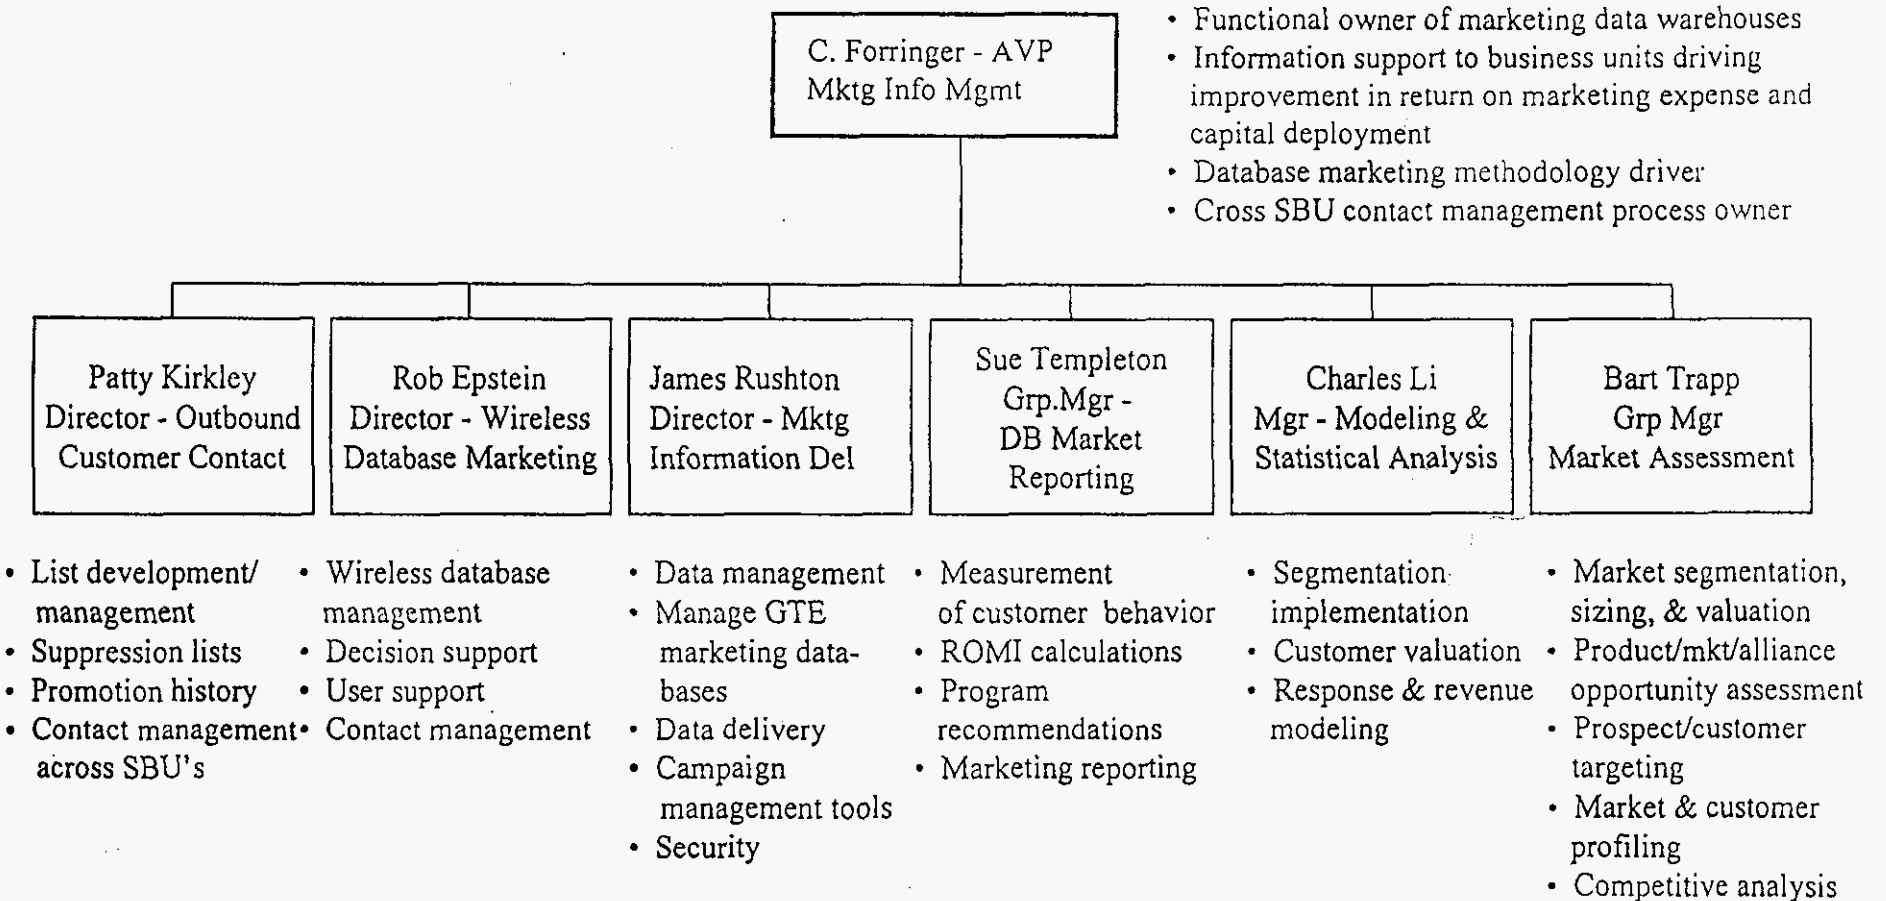 C. Forringer - AVP
Mktg Info Mgmt
• Functional owner of marketing data warehouses
• Information support to business units driving
improvement in return on marketing expense and
capital deployment
• Database marketing methodology driver
• Cross SBU contact management process owner
Patty Kirkley
Director - Outbound
Customer Contact
Rob Epstein
Director - Wireless
Database Marketing
James Rushton
Director - Mktg
Information Del
Sue Templeton
Grp.Mgr -
DB Market
Reporting
Charles Li
Mgr - Modeling &
Statistical Analysis
Bart Trapp
Grp Mgr
Market Assessment
• List development/
management
• Suppression lists
• Promotion history
• Contact management
across SBU's
• Wireless database
management
• Decision support
• User support
• Contact management
• Data management
• Manage GTE
marketing data-
bases
• Data delivery
• Campaign
management tools
• Security
• Measurement
of customer behavior
• ROMI calculations
• Program
recommendations
• Marketing reporting
• Segmentation
implementation
• Customer valuation
• Response & revenue
modeling
• Market segmentation,
sizing, & valuation
• Product/mkt/alliance
opportunity assessment
• Prospect/customer
targeting
• Market & customer
profiling
• Competitive analysis